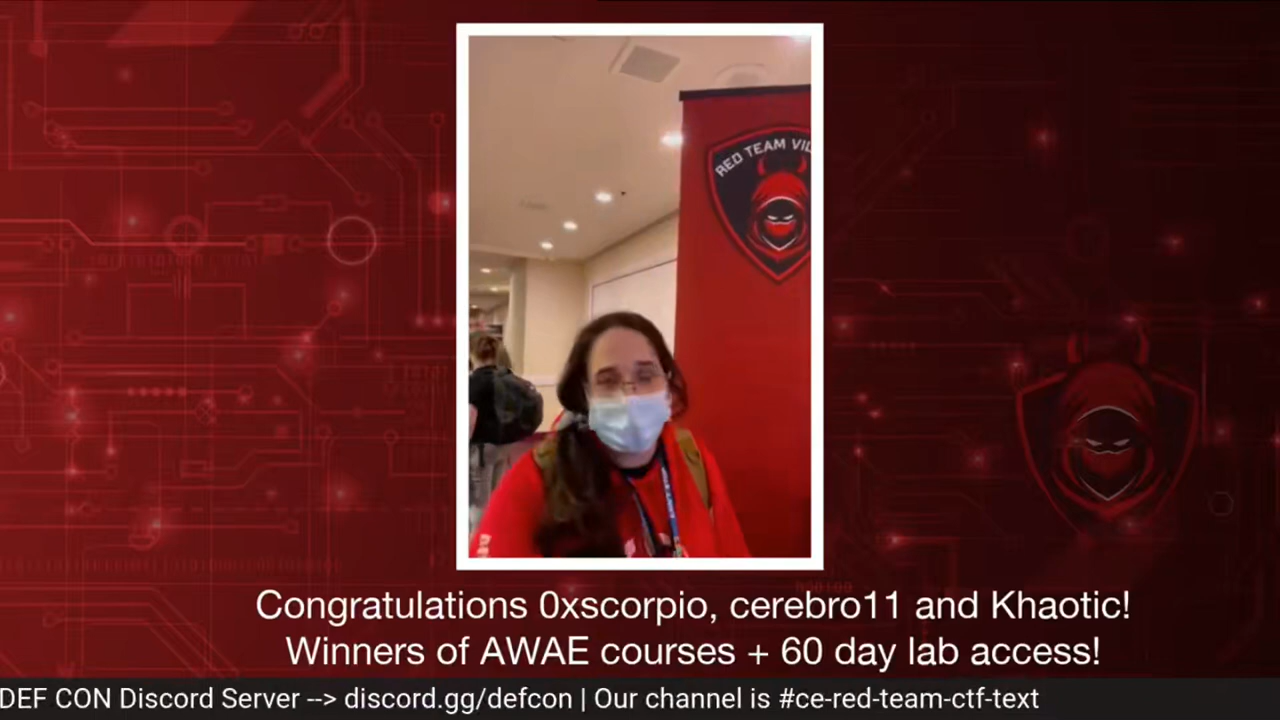 RED TEAM VIL
Congratulations 0xscorpio, cerebro11 and Khaotic!
Winners of AWAE courses + 60 day lab access!
DEF CON Discord Server --> discord.gg/defcon | Our channel is #ce-red-team-ctf-text